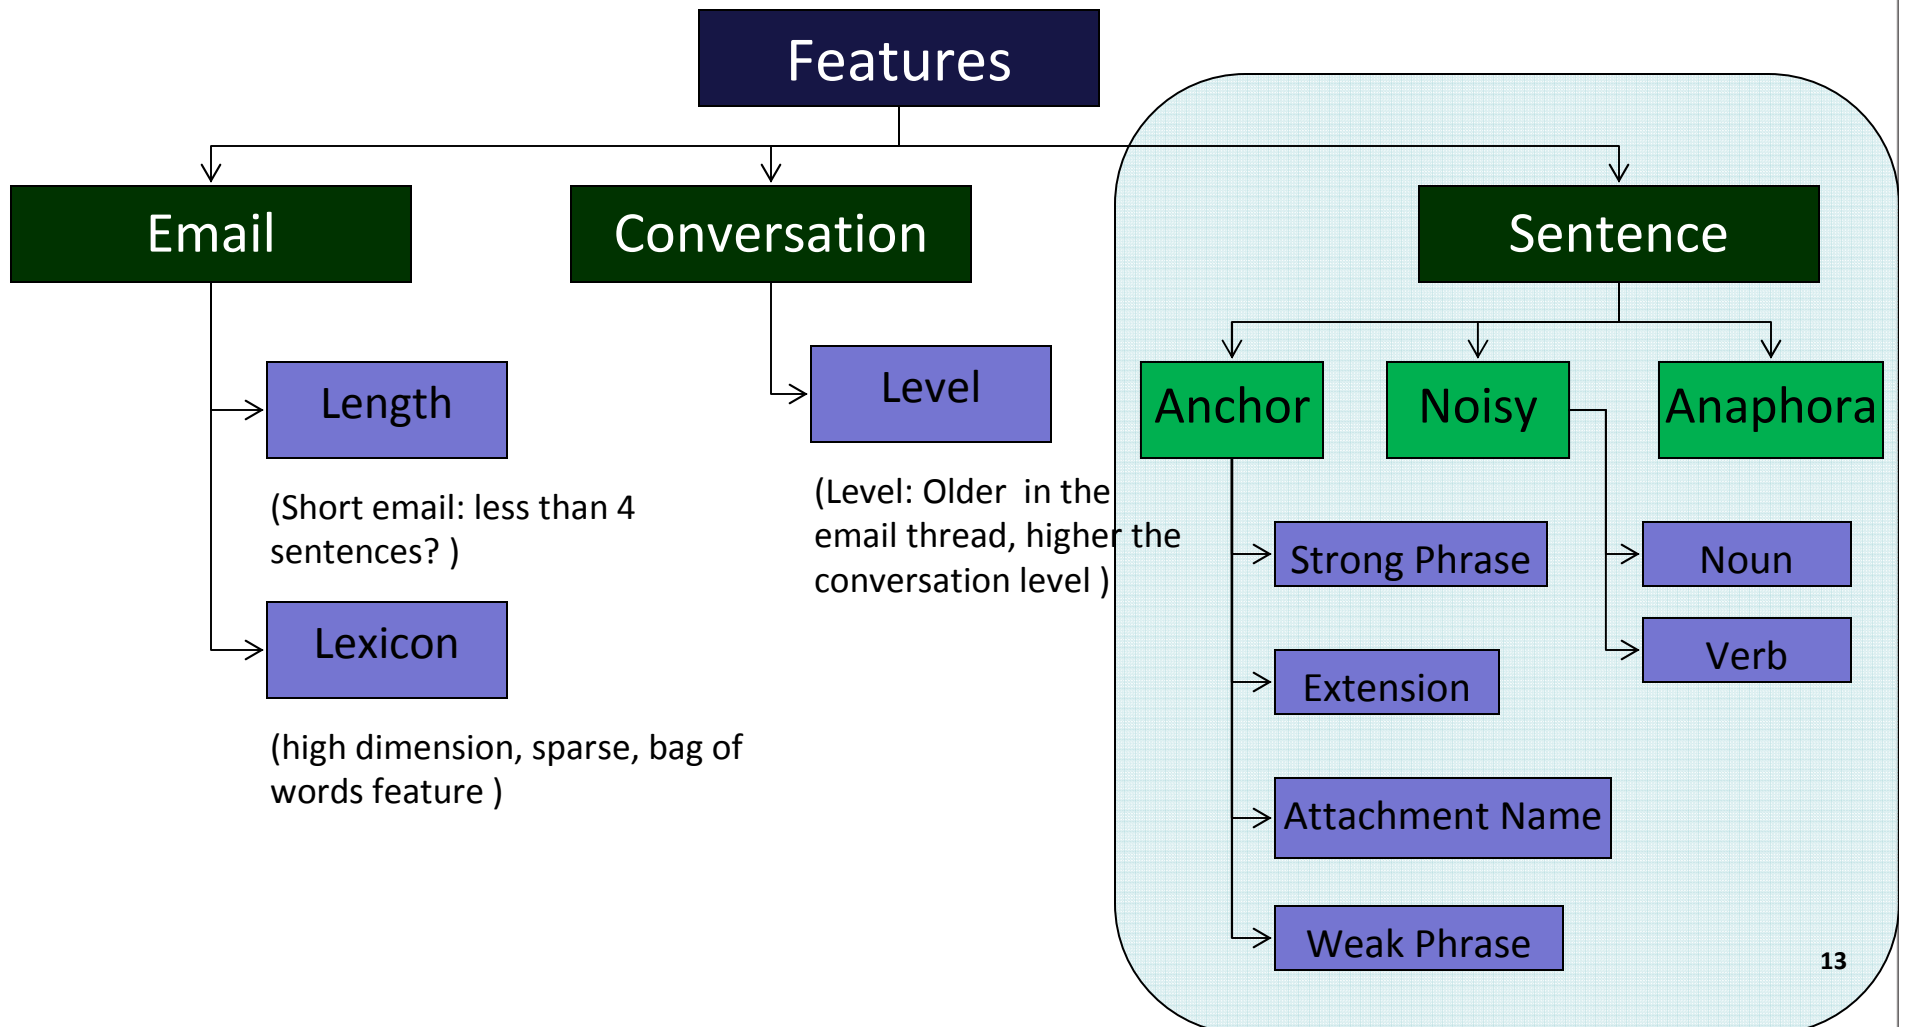 Features
Email
Conversation
Sentence
Length
(Short email: less than 4
sentences? )
Lexicon
(high dimension, sparse, bag of
words feature )
Level
(Level: Older  in the
email thread, higher the
conversation level )
Anchor
Noisy
Anaphora
Strong Phrase
Extension
Attachment Name
Weak Phrase
Noun
Verb
13